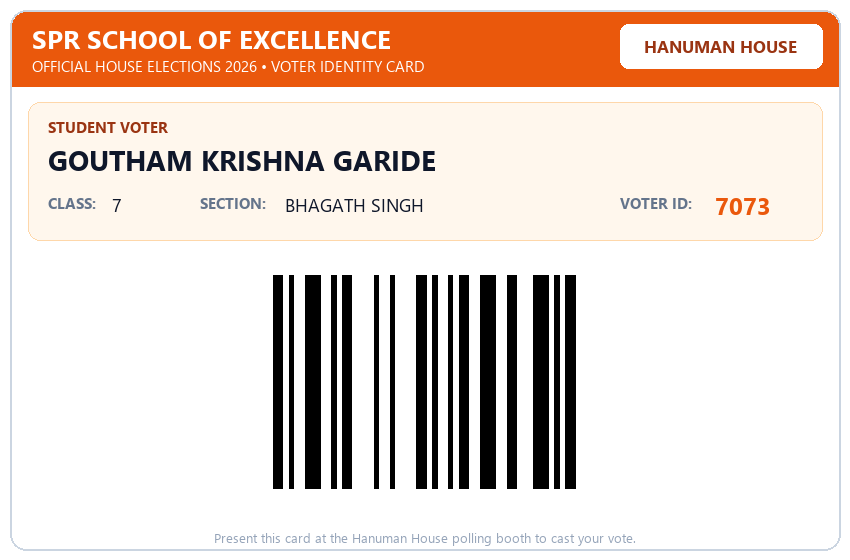 SPR SCHOOL OF EXCELLENCE
OFFICIAL HOUSE ELECTIONS 2026 • VOTER IDENTITY CARD
HANUMAN HOUSE
STUDENT VOTER
GOUTHAM KRISHNA GARIDE
CLASS: 7 SECTION: BHAGATH SINGH VOTER ID: 7073
Present this card at the Hanuman House polling booth to cast your vote.